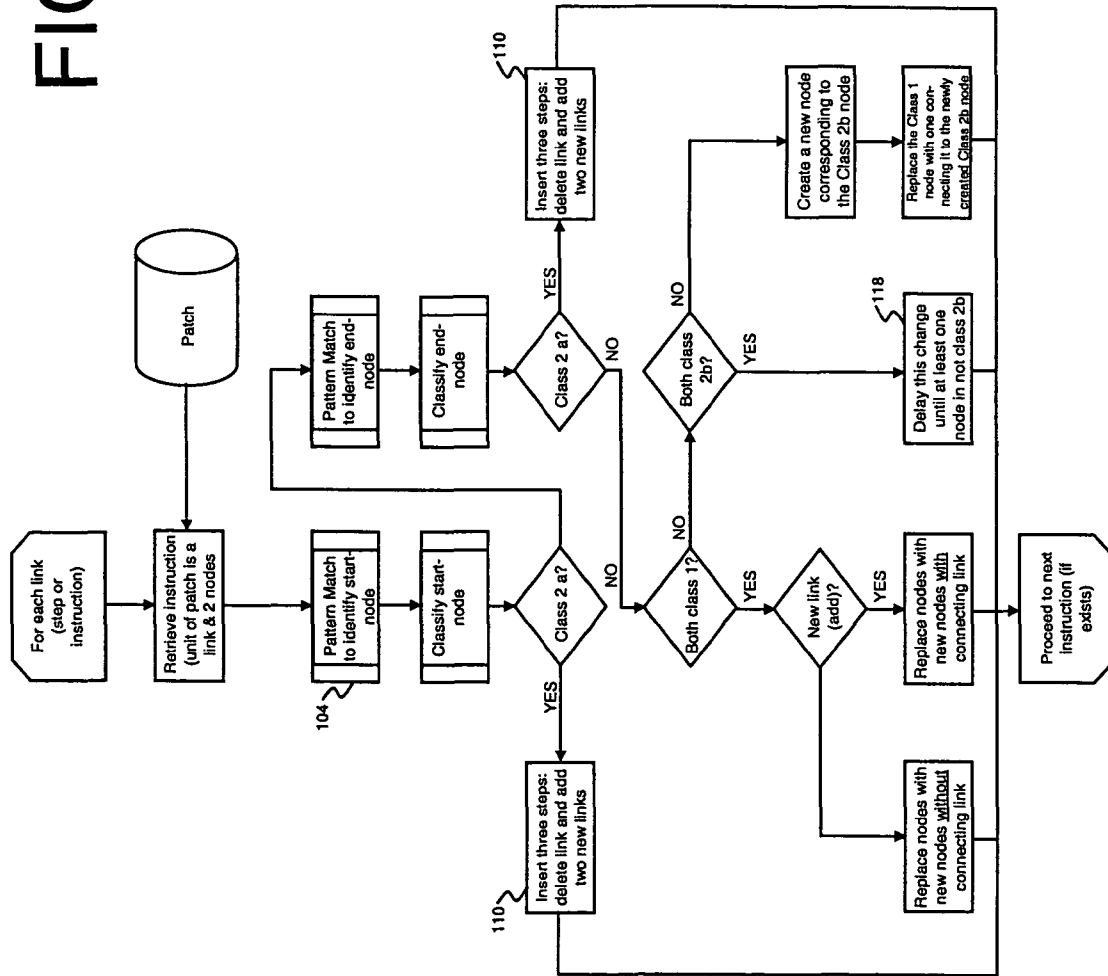 FIG
For each link
(step or
instruction)
Retrieve instruction
(unit of patch is a
link & 2 nodes
Patch
104
Pattern Match
to identify start-
node
Classify start-
node
Class 2 a?
YES
NO
110
Insert three steps:
delete link and add
two new links
Pattern Match
to identify end-
node
Classify end-
node
Class 2 a?
YES
NO
110
Insert three steps:
delete link and add
two new links
Both class 1?
NO
YES
Both class
2b?
NO
YES
Create a new node
corresponding to
the Class 2b node
Replace the Class 1
node with one con-
necting it to the newly
created Class 2b node
118
Delay this change
until at least one
node in not class 2b
New link
(add)?
YES
Replace nodes with
new nodes with
connecting link
Replace nodes with
new nodes without
connecting link
Proceed to next
instruction (if
exists)